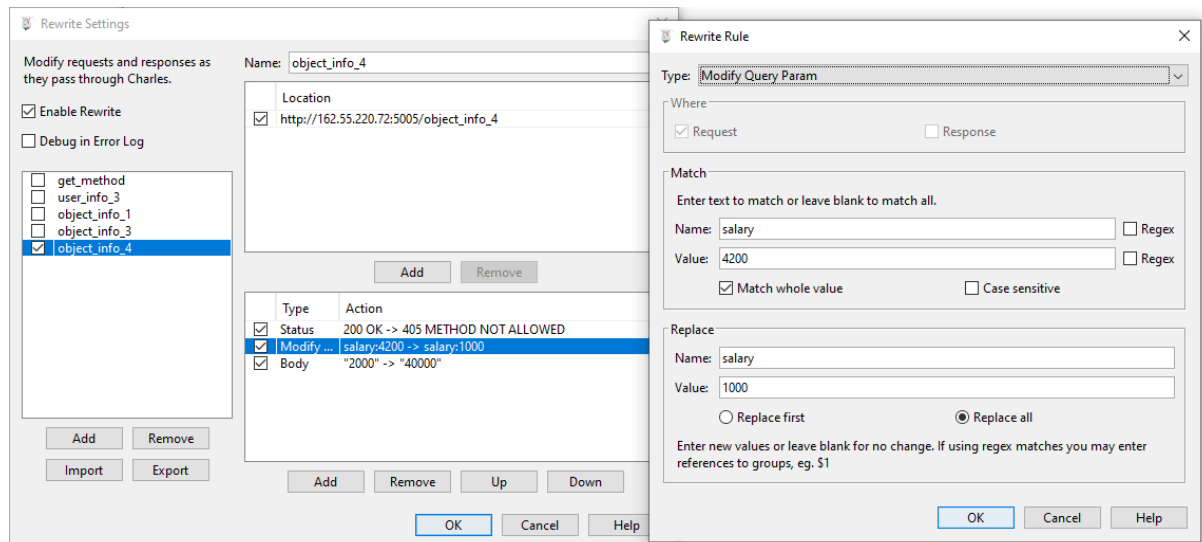 Rewrite Settings
Modify requests and responses as
they pass through Charles.
Enable Rewrite
Debug in Error Log
get_method
user_info_3
object_info_1
object_info_3
object_info_4
Add Remove
Import Export
Name: object_info_4
Location
http://162.55.220.72:5005/object_info_4
Add Remove
Type Action
Status 200 OK -> 405 METHOD NOT ALLOWED
Modify ... salary:4200 -> salary:1000
Body "2000" -> "40000"
Add Remove Up Down
OK Cancel Help
Rewrite Rule
Type: Modify Query Param
Where
Request Response
Match
Enter text to match or leave blank to match all.
Name: salary Regex
Value: 4200 Regex
Match whole value Case sensitive
Replace
Name: salary
Value: 1000
Replace first Replace all
Enter new values or leave blank for no change. If using regex matches you may enter
references to groups, eg. $1
OK Cancel Help